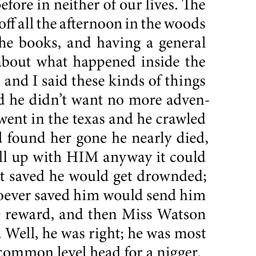 before in neither of our lives. The
off all the afternoon in the woods
he books, and having a general
about what happened inside the
and I said these kinds of things
d he didn't want no more adven-
went in the texas and he crawled
d found her gone he nearly died,
ll up with HIM anyway it could
t saved he would get drownded;
oever saved him would send him
reward, and then Miss Watson
. Well, he was right; he was most
common level head for a nigger.